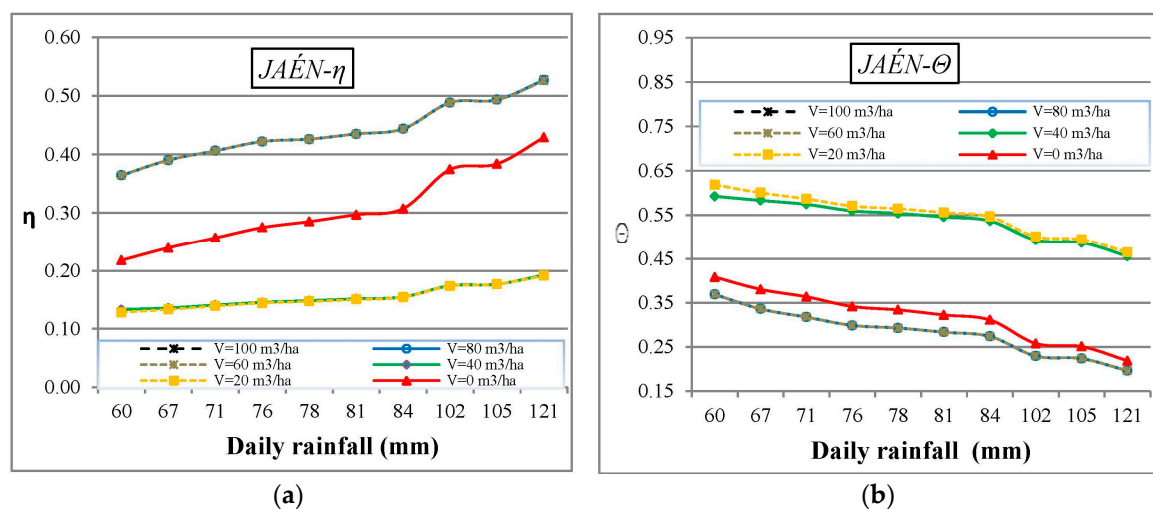 JAÉN-η
0.60
0.50
0.40
0.30
0.20
0.10
0.00
η
V=100 m3/ha
V=80 m3/ha
V=60 m3/ha
V=40 m3/ha
V=20 m3/ha
V=0 m3/ha
60 67 71 76 78 81 84 102 105 121
Daily rainfall (mm)
(a)
JAÉN-Θ
0.95
0.85
0.75
0.65
0.55
0.45
0.35
0.25
0.15
Θ
V=100 m3/ha
V=80 m3/ha
V=60 m3/ha
V=40 m3/ha
V=20 m3/ha
V=0 m3/ha
60 67 71 76 78 81 84 102 105 121
Daily rainfall (mm)
(b)